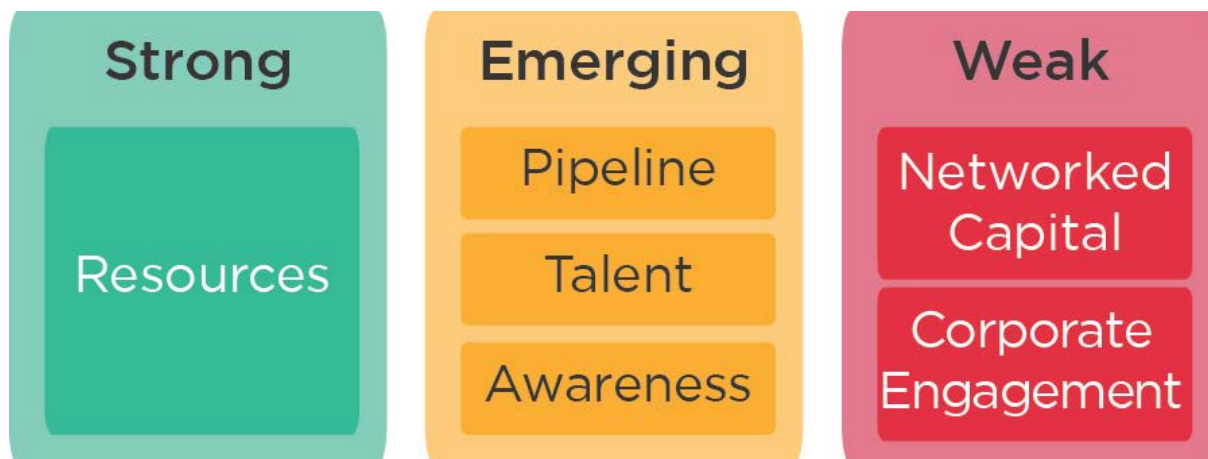 Strong
Resources
Emerging
Pipeline
Talent
Awareness
Weak
Networked
Capital
Corporate
Engagement